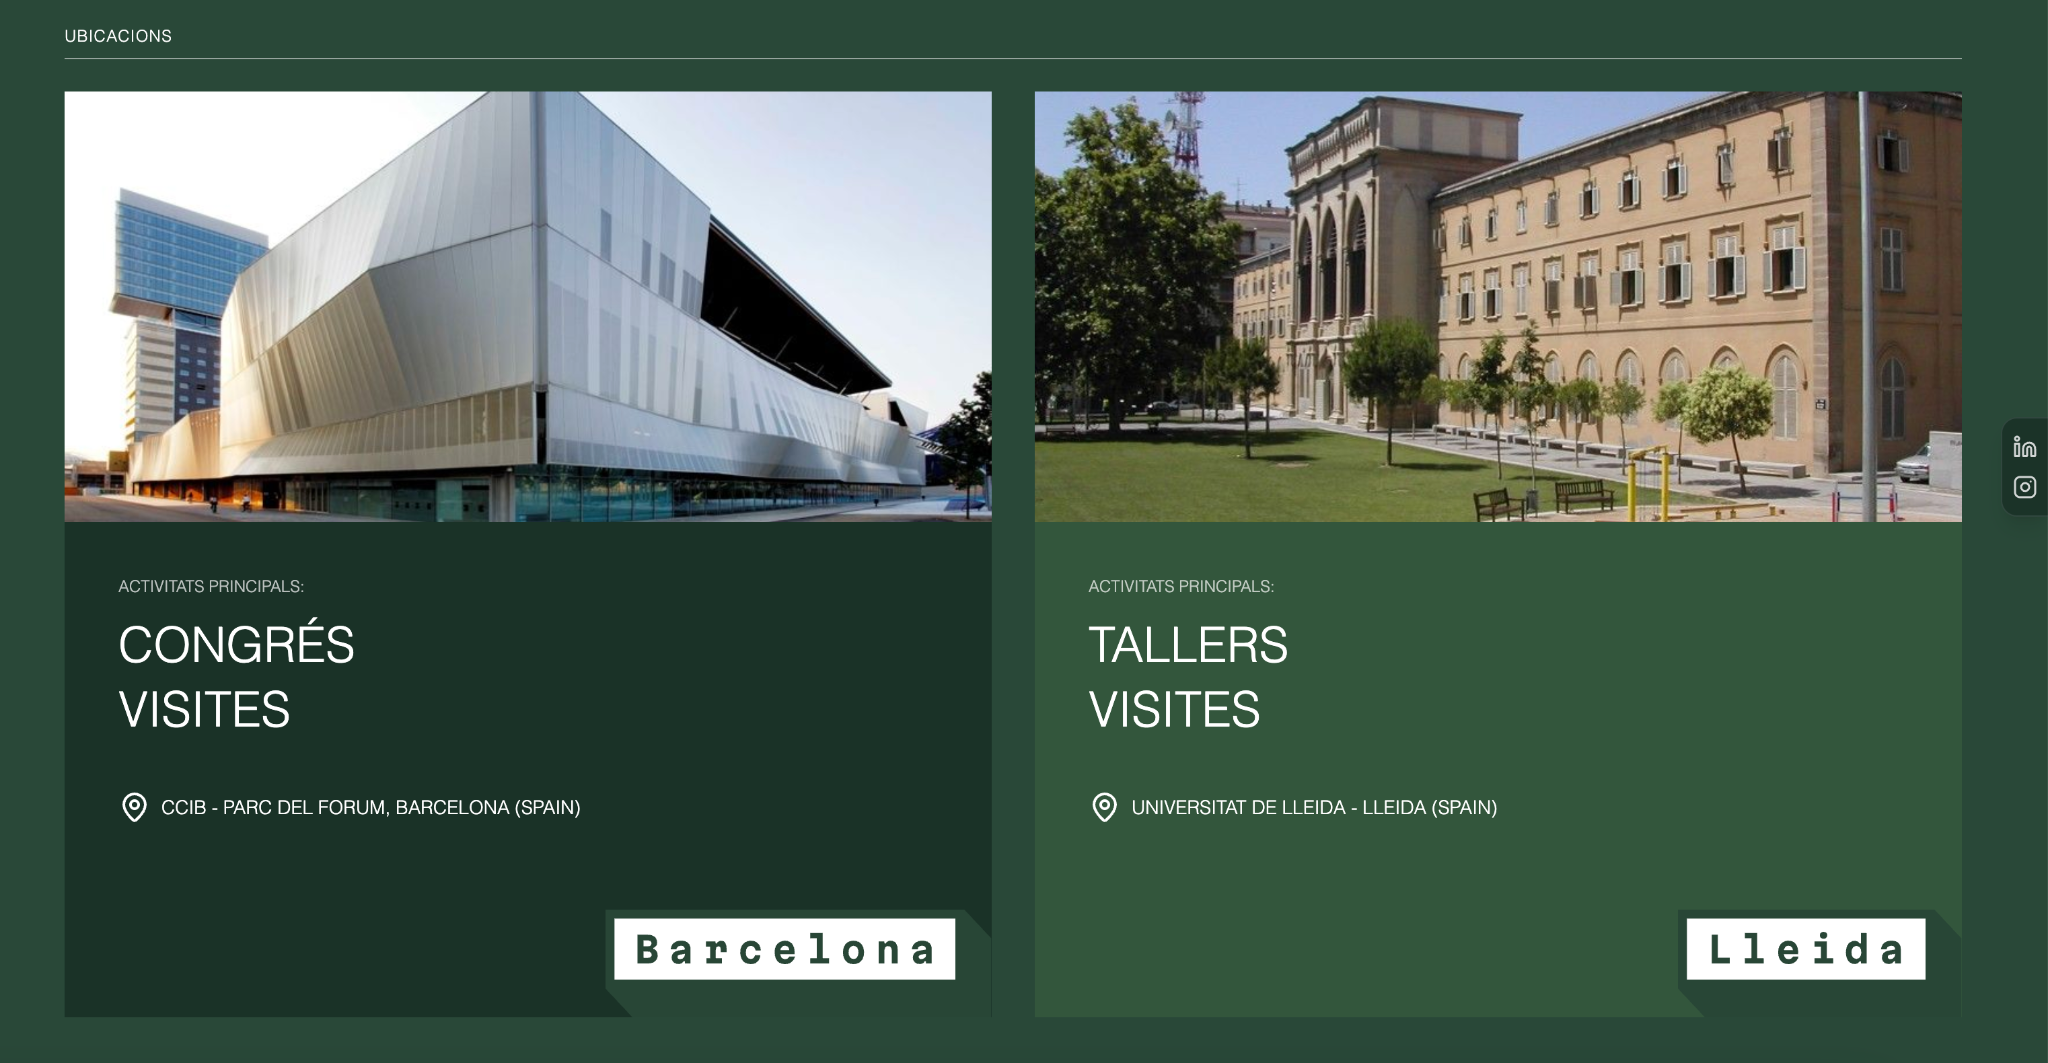 UBICACIONS
ACTIVITATS PRINCIPALS:
CONGRÉS
VISITES
CCIB - PARC DEL FORUM, BARCELONA (SPAIN)
Barcelona
ACTIVITATS PRINCIPALS:
TALLERS
VISITES
UNIVERSITAT DE LLEIDA - LLEIDA (SPAIN)
Lleida
in